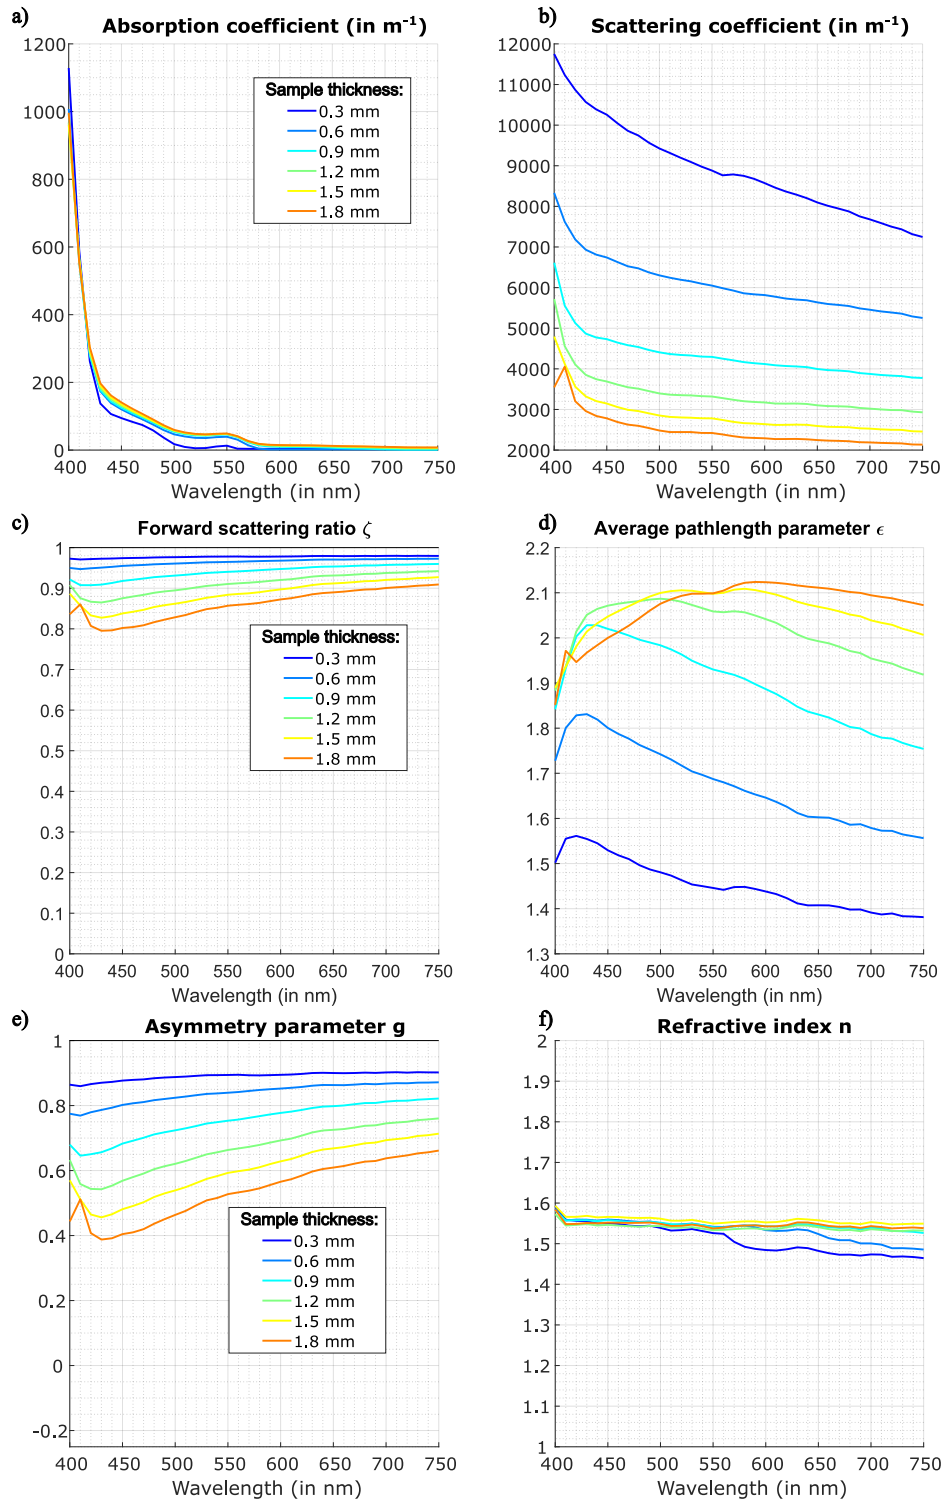 a)
Absorption coefficient (in m⁻¹)
1200
1000
800
600
400
200
0
400 450 500 550 600 650 700 750
Wavelength (in nm)
Sample thickness:
0.3 mm
0.6 mm
0.9 mm
1.2 mm
1.5 mm
1.8 mm
b)
Scattering coefficient (in m⁻¹)
12000
11000
10000
9000
8000
7000
6000
5000
4000
3000
2000
400 450 500 550 600 650 700 750
Wavelength (in nm)
c)
Forward scattering ratio ζ
1
0.9
0.8
0.7
0.6
0.5
0.4
0.3
0.2
0.1
0
400 450 500 550 600 650 700 750
Wavelength (in nm)
Sample thickness:
0.3 mm
0.6 mm
0.9 mm
1.2 mm
1.5 mm
1.8 mm
d)
Average pathlength parameter ϵ
2.2
2.1
2
1.9
1.8
1.7
1.6
1.5
1.4
1.3
400 450 500 550 600 650 700 750
Wavelength (in nm)
e)
Asymmetry parameter g
1
0.8
0.6
0.4
0.2
0
-0.2
400 450 500 550 600 650 700 750
Wavelength (in nm)
Sample thickness:
0.3 mm
0.6 mm
0.9 mm
1.2 mm
1.5 mm
1.8 mm
f)
Refractive index n
2
1.9
1.8
1.7
1.6
1.5
1.4
1.3
1.2
1.1
1
400 450 500 550 600 650 700 750
Wavelength (in nm)